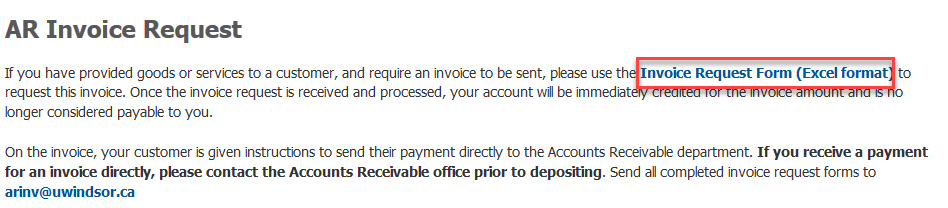 AR Invoice Request
If you have provided goods or services to a customer, and require an invoice to be sent, please use the Invoice Request Form (Excel format) to
request this invoice. Once the invoice request is received and processed, your account will be immediately credited for the invoice amount and is no
longer considered payable to you.
On the invoice, your customer is given instructions to send their payment directly to the Accounts Receivable department. If you receive a payment
for an invoice directly, please contact the Accounts Receivable office prior to depositing. Send all completed invoice request forms to
arinv@uwindsor.ca